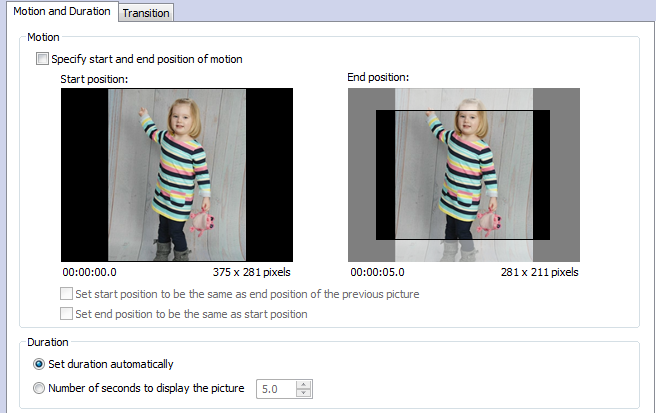 Motion and Duration
Transition
Motion
Specify start and end position of motion
Start position:
End position:
00:00:00.0
375 x 281 pixels
00:00:05.0
281 x 211 pixels
Set start position to be the same as end position of the previous picture
Set end position to be the same as start position
Duration
Set duration automatically
Number of seconds to display the picture
5.0